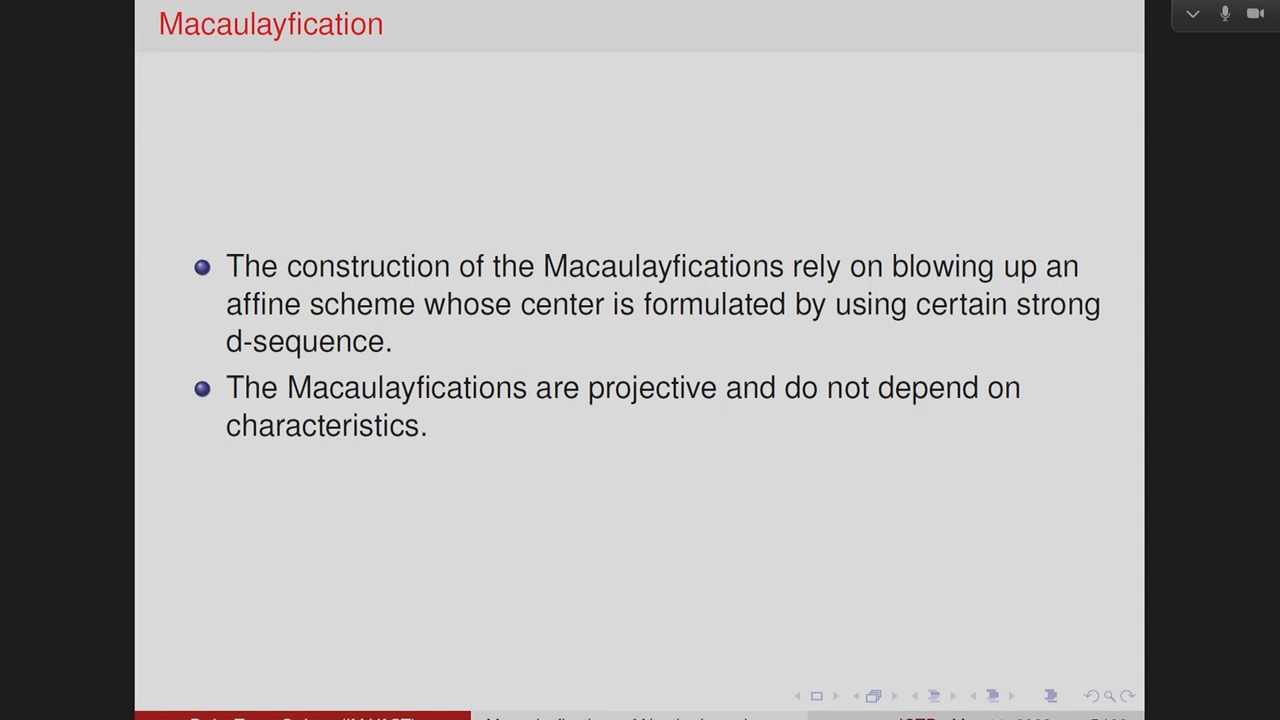 Macaulayfication
The construction of the Macaulayfications rely on blowing up an
affine scheme whose center is formulated by using certain strong
d-sequence.
The Macaulayfications are projective and do not depend on
characteristics.